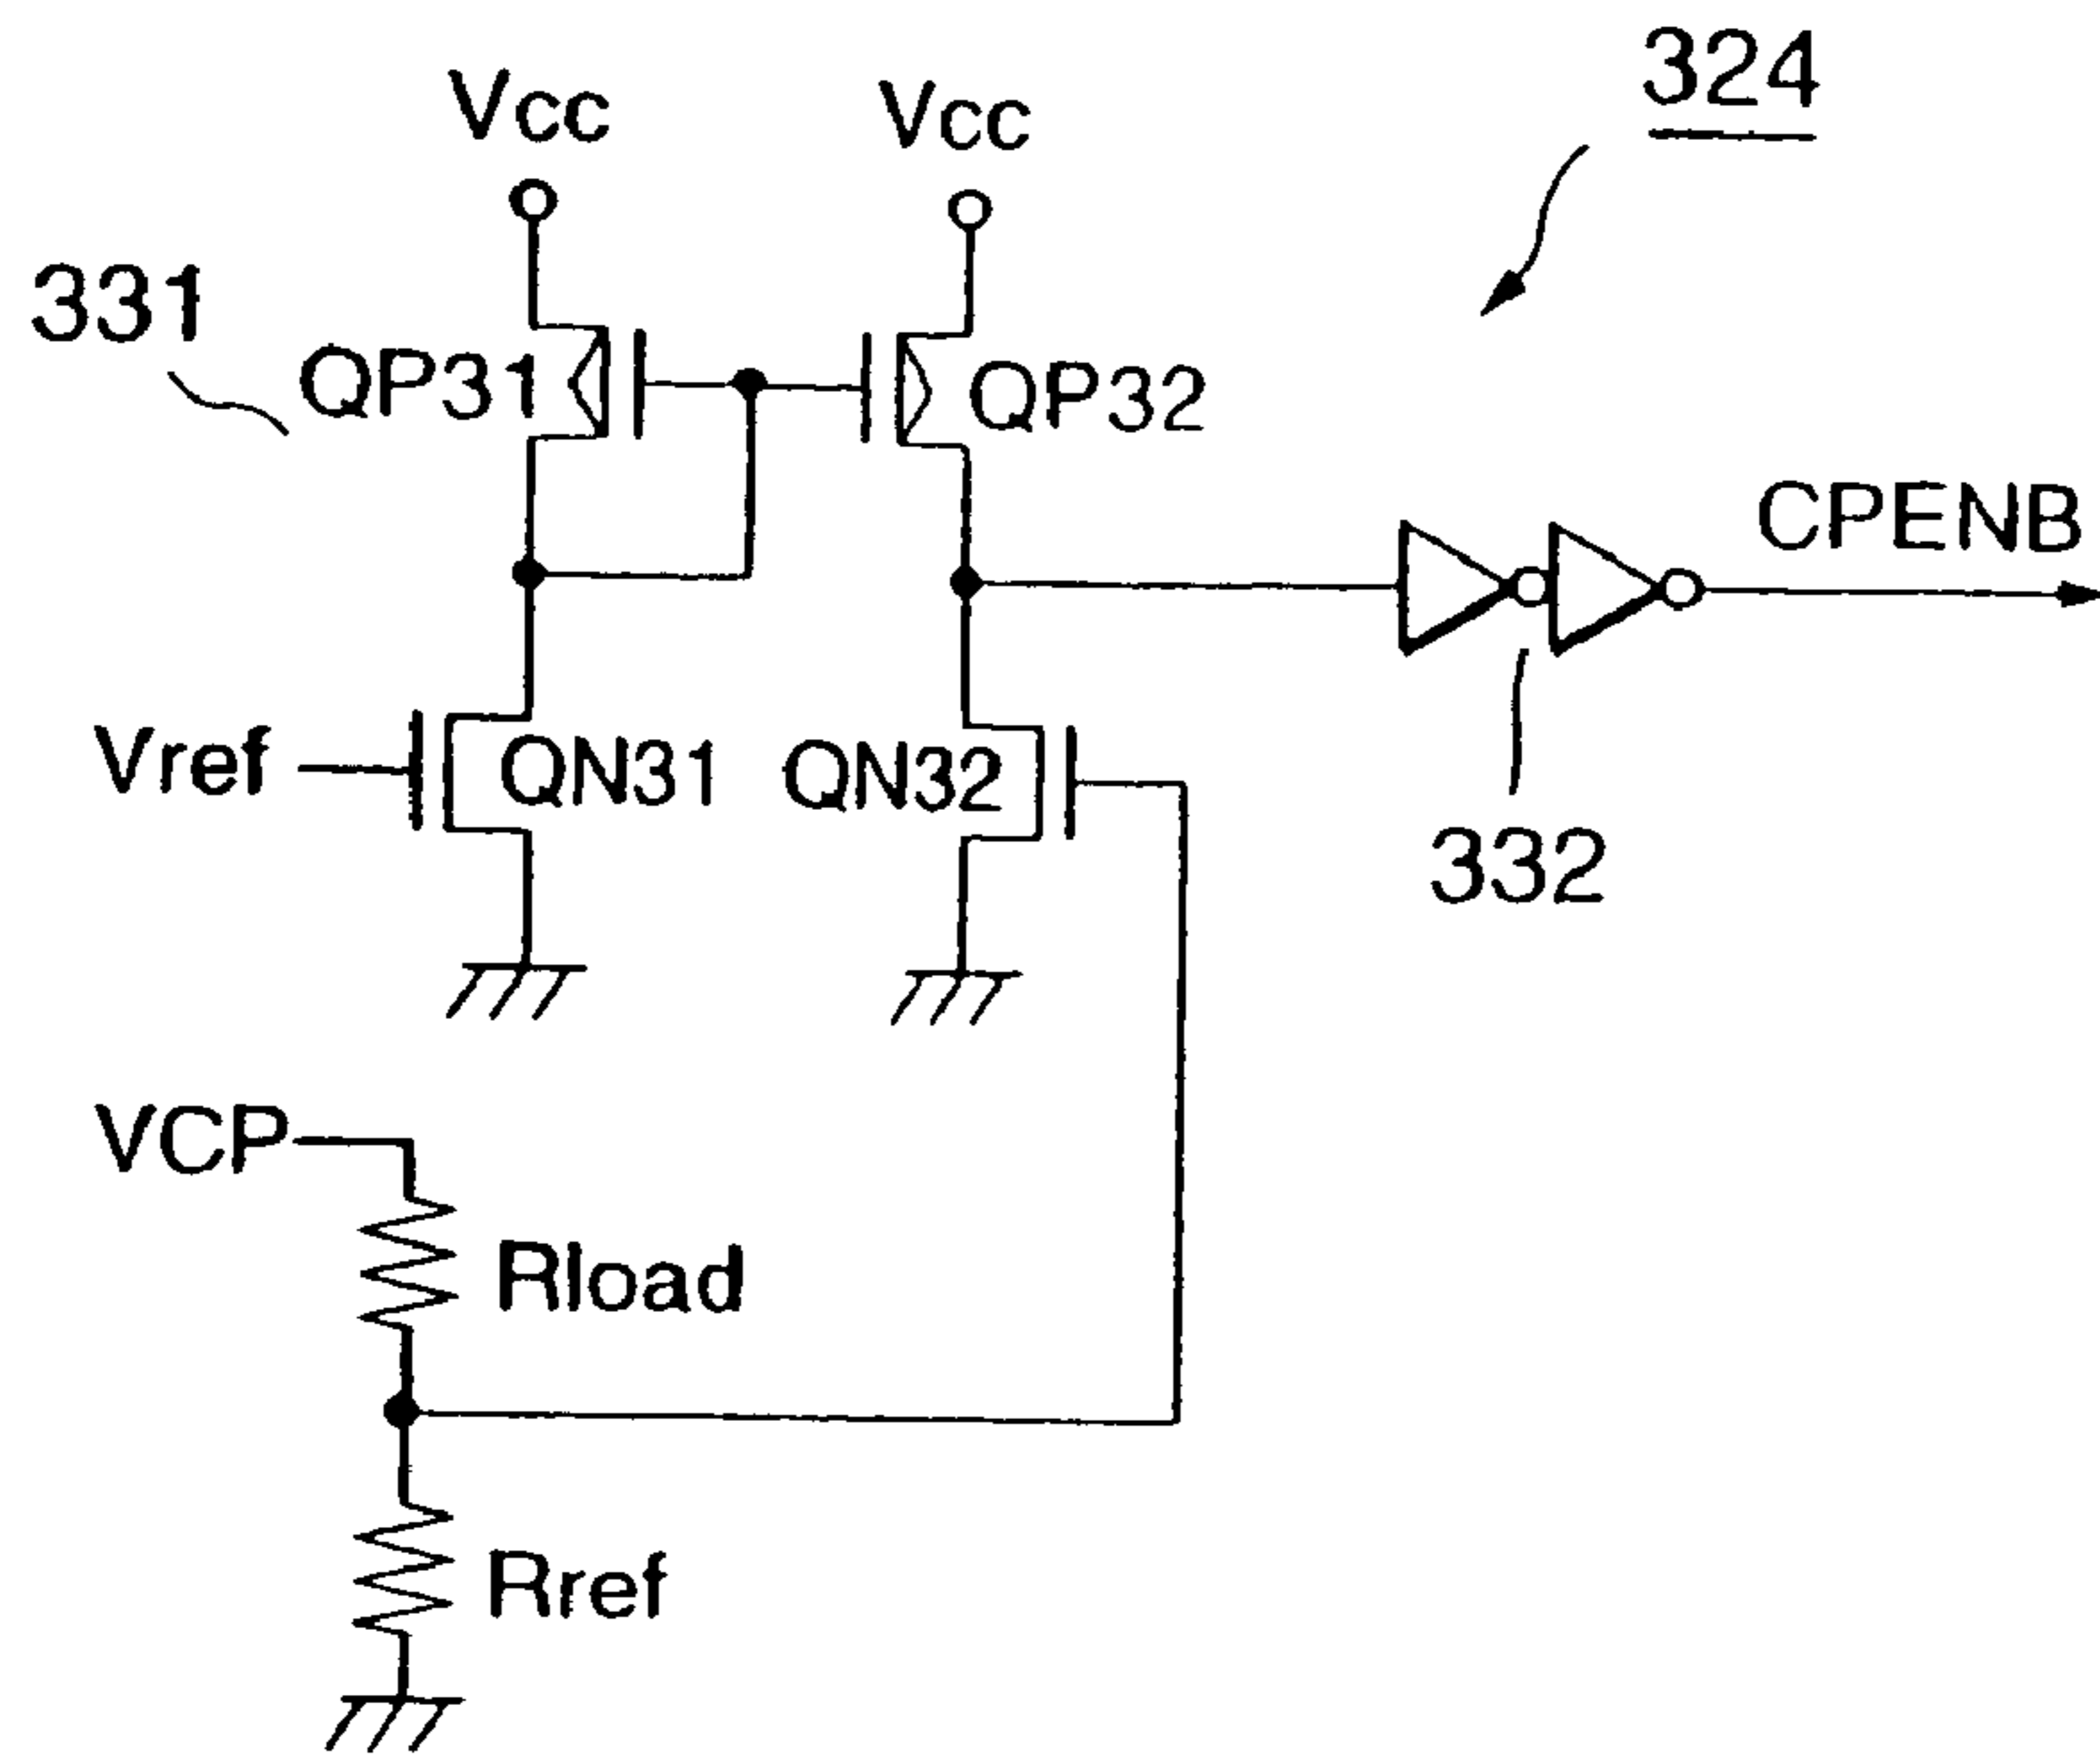 324
Vcc
Vcc
331
QP31
QP32
CPENB
Vref
QN31
QN32
332
VCP
Rload
Rref